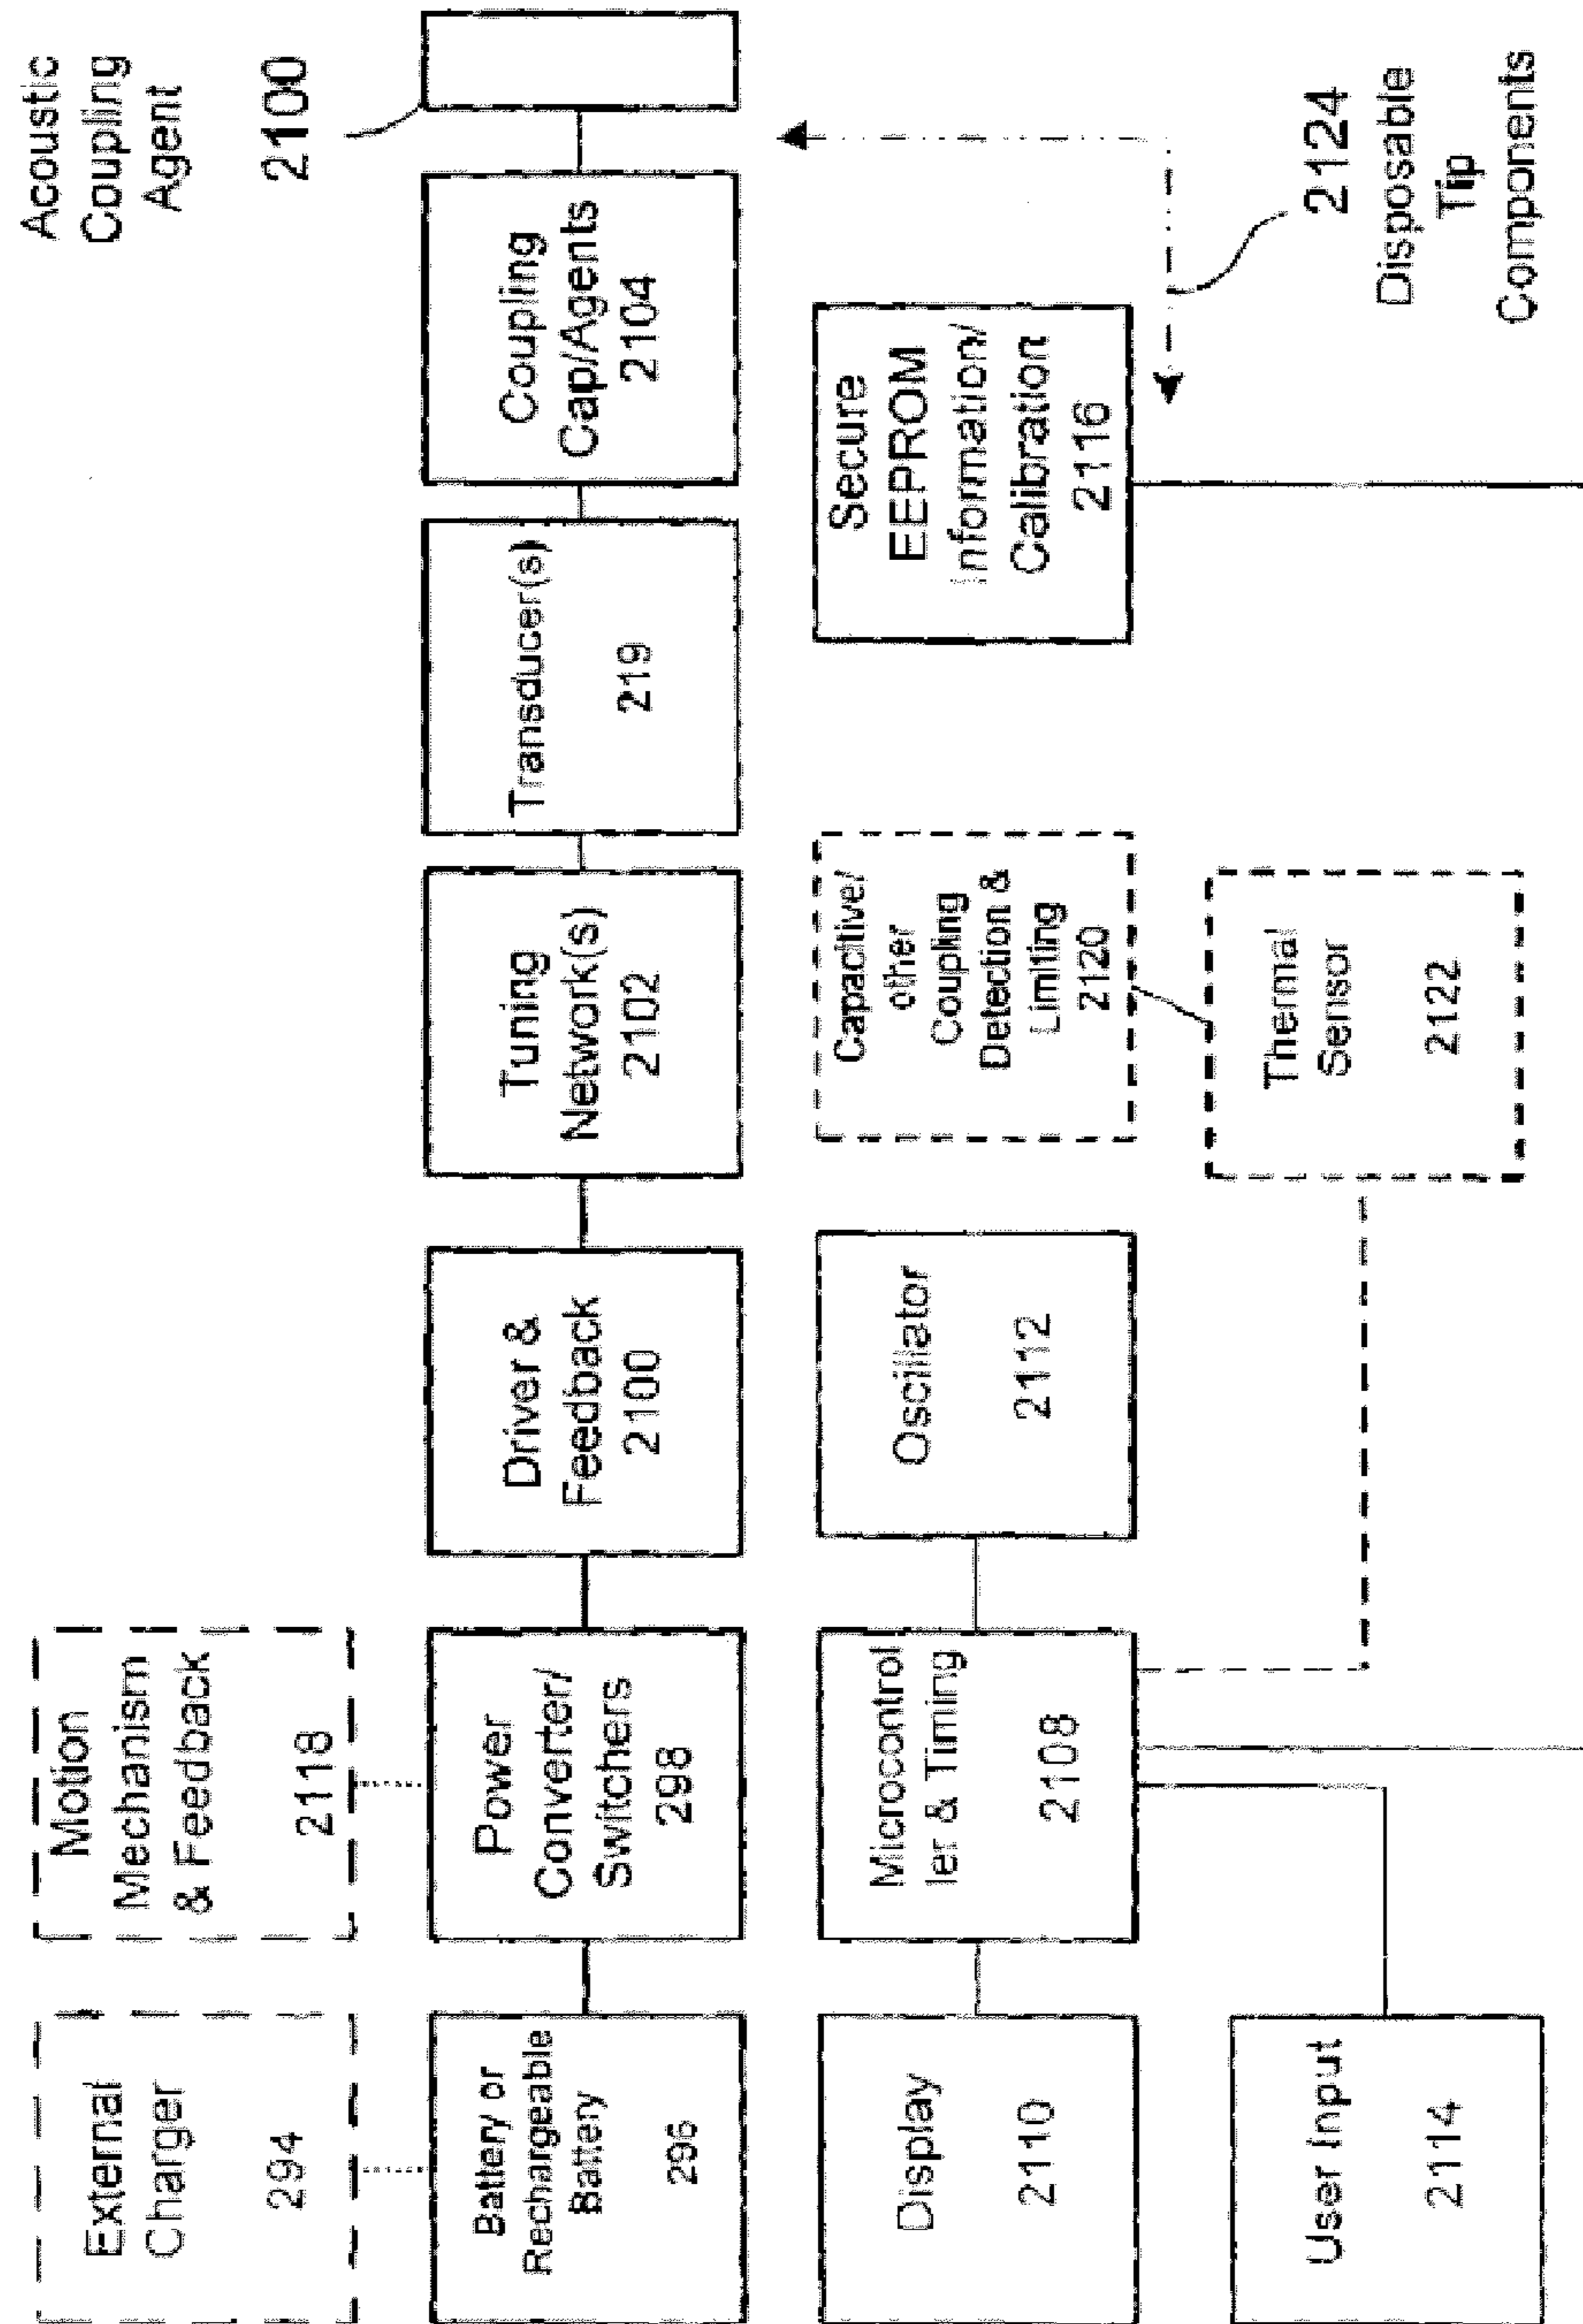 External
Charger
294
Motion
Mechanism
& Feedback
2118
Acoustic
Coupling
Agent
2100
Battery or
Rechargeable
Battery
296
Power
Converter/
Switchers
298
Driver &
Feedback
2100
Tuning
Network(s)
2102
Transducer(s)
219
Coupling
Cap/Agents
2104
Display
2110
Microcontrol
ler & Timing
2108
Oscillator
2112
Capacitive/
other
Coupling
Detection &
Limiting
2120
Secure
EEPROM
Information/
Calibration
2116
User Input
2114
Thermal
Sensor
2122
2124
Disposable
Tip
Components